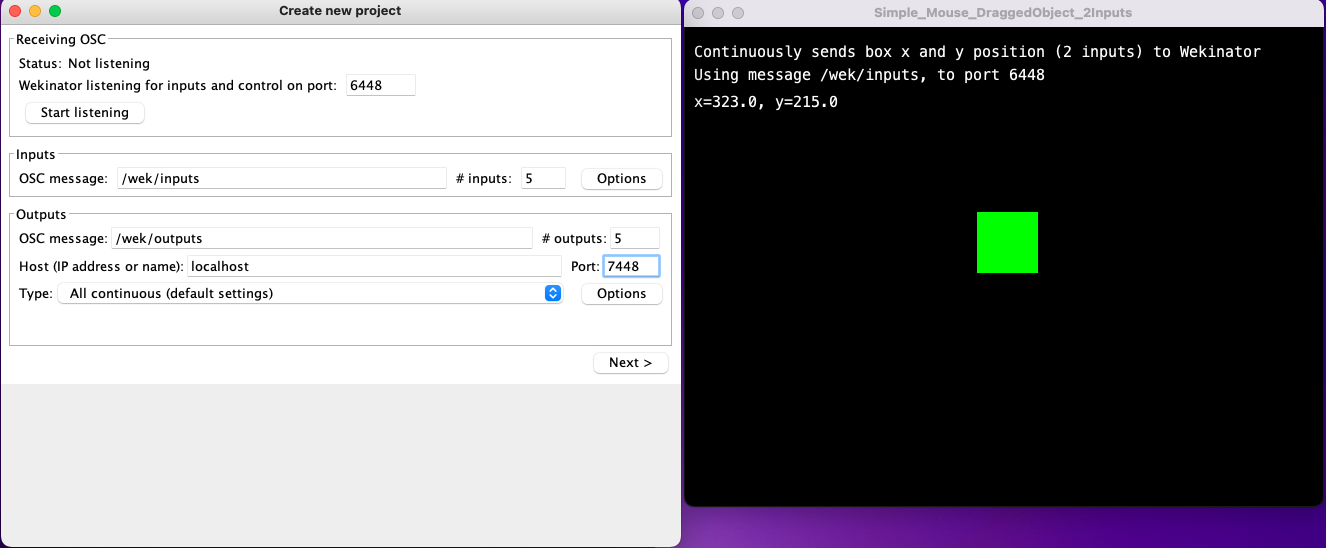 Create new project
Receiving OSC
Status: Not listening
Wekinator listening for inputs and control on port: 6448
Start listening
Inputs
OSC message: /wek/inputs # inputs: 5 Options
Outputs
OSC message: /wek/outputs # outputs: 5
Host (IP address or name): localhost Port: 7448
Type: All continuous (default settings) Options
Next >
Simple_Mouse_DraggedObject_2Inputs
Continuously sends box x and y position (2 inputs) to Wekinator
Using message /wek/inputs, to port 6448
x=323.0, y=215.0